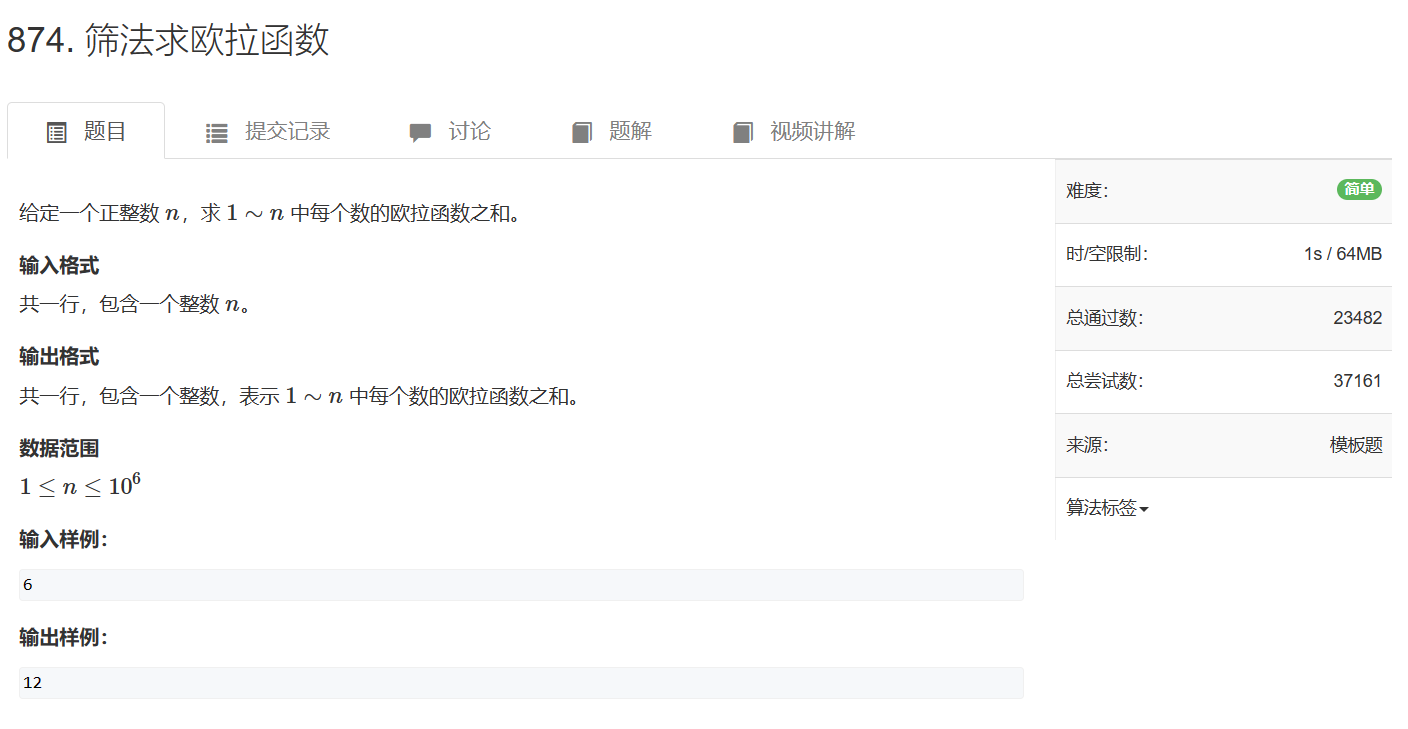 874. 筛法求欧拉函数
题目 提交记录 讨论 题解 视频讲解
给定一个正整数 n，求 1 ∼ n 中每个数的欧拉函数之和。
输入格式
共一行，包含一个整数 n。
输出格式
共一行，包含一个整数，表示 1 ∼ n 中每个数的欧拉函数之和。
数据范围
1 ≤ n ≤ 10⁶
输入样例：
6
输出样例：
12
难度： 简单
时/空限制： 1s / 64MB
总通过数： 23482
总尝试数： 37161
来源： 模板题
算法标签